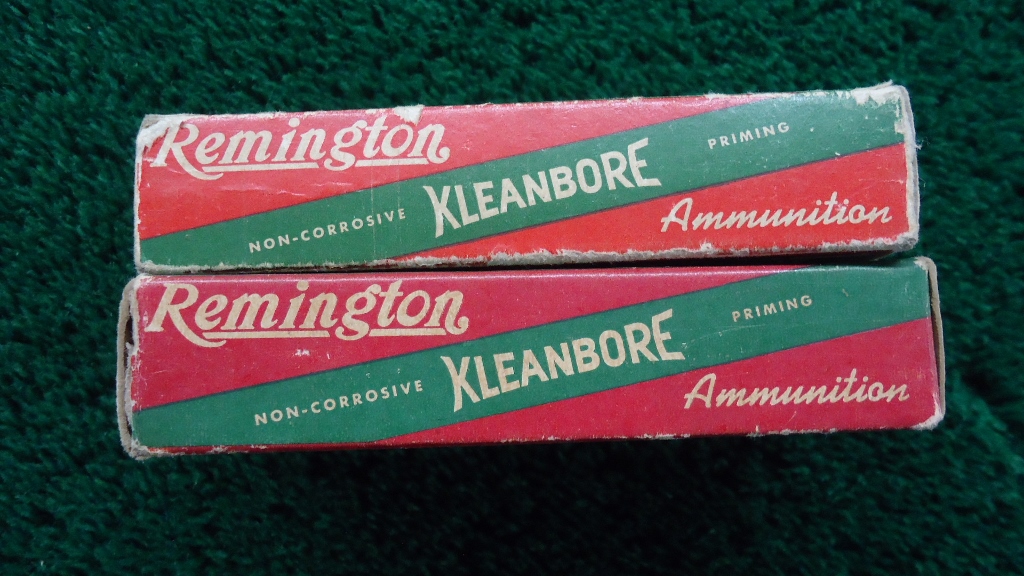 Remington
PRIMING
NON-CORROSIVE KLEANBORE
Ammunition
Remington
PRIMING
NON-CORROSIVE KLEANBORE
Ammunition